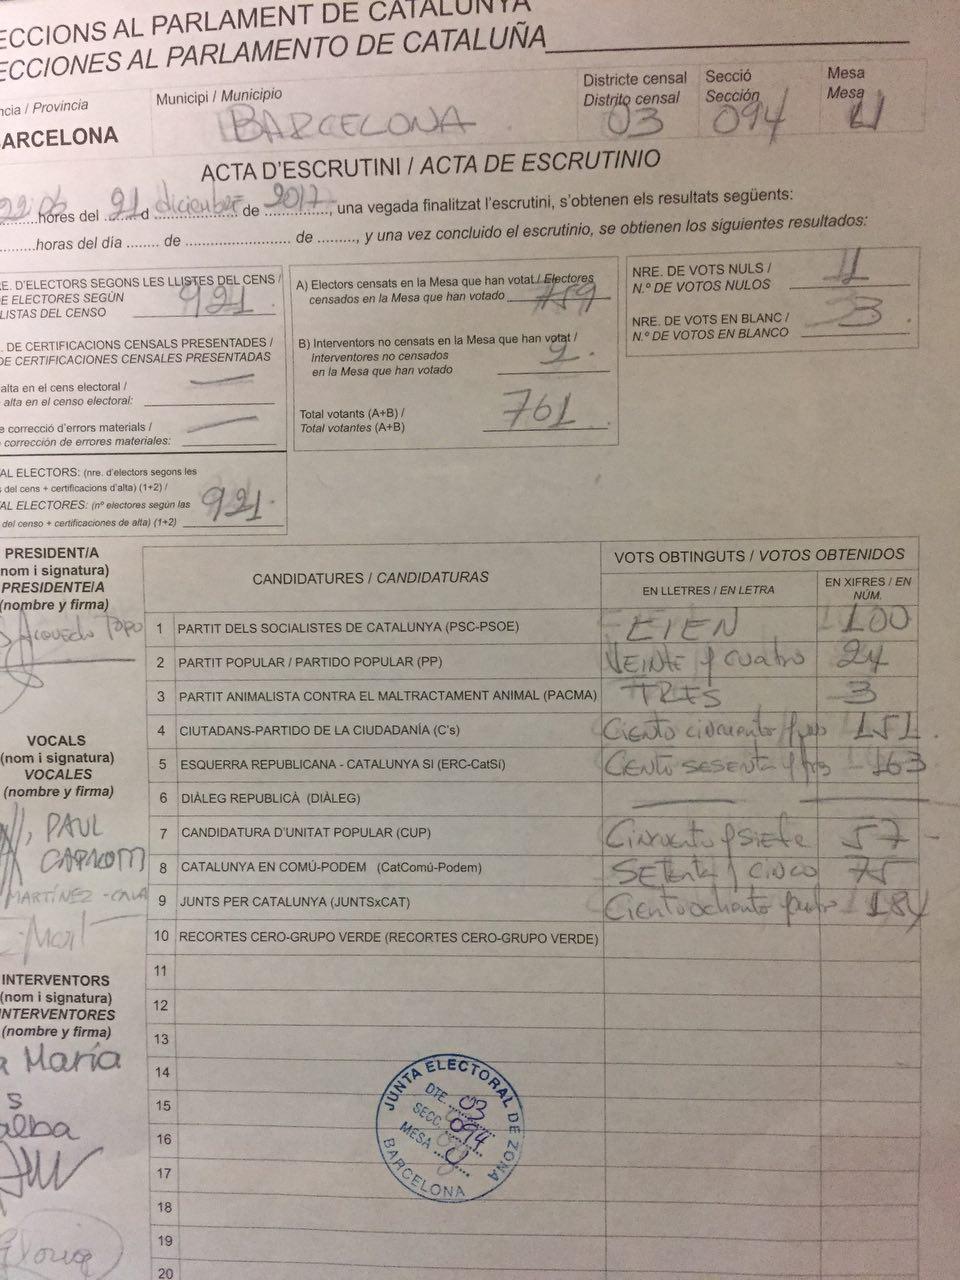 ECCIONS AL PARLAMENT DE CATALUNYA
ECCIONES AL PARLAMENTO DE CATALUÑA
ncia / Provincia
ARCELONA
Municipi / Municipio
BARCELONA
Districte censal
Distrito censal
03
Secció
Sección
094
Mesa
Mesa
U
ACTA D'ESCRUTINI / ACTA DE ESCRUTINIO
hores del 21 d diciembre de 2017, una vegada finalitzat l'escrutini, s'obtenen els resultats següents:
horas del día ....... de ........................ de ........., y una vez concluido el escrutinio, se obtienen los siguientes resultados:
RE. D'ELECTORS SEGONS LES LLISTES DEL CENS /
E ELECTORES SEGÚN
LISTAS DEL CENSO 921
. DE CERTIFICACIONS CENSALS PRESENTADES /
DE CERTIFICACIONES CENSALES PRESENTADAS
alta en el cens electoral /
alta en el censo electoral:
e correcció d'errors materials /
corrección de errores materiales:
AL ELECTORS: (nre. d'electors segons les
del cens + certificacions d'alta) (1+2) /
AL ELECTORES: (nº electores según las
del censo + certificaciones de alta) (1+2) 921
A) Electors censats en la Mesa que han votat / Electores
censados en la Mesa que han votado 759
B) Interventors no censats en la Mesa que han votat /
Interventores no censados
en la Mesa que han votado 2
Total votants (A+B) /
Total votantes (A+B) 761
NRE. DE VOTS NULS /
N.º DE VOTOS NULOS 1
NRE. DE VOTS EN BLANC /
N.º DE VOTOS EN BLANCO 3
PRESIDENT/A
(nom i signatura)
PRESIDENTE/A
(nombre y firma)
VOCALS
(nom i signatura)
VOCALES
(nombre y firma)
PAUL
MARTÍNEZ
INTERVENTORS
(nom i signatura)
INTERVENTORES
(nombre y firma)
María
s
alba
CANDIDATURES / CANDIDATURAS
VOTS OBTINGUTS / VOTOS OBTENIDOS
EN LLETRES / EN LETRA
EN XIFRES / EN NÚM.
1 PARTIT DELS SOCIALISTES DE CATALUNYA (PSC-PSOE) CIEN 100
2 PARTIT POPULAR / PARTIDO POPULAR (PP) VEINTE y cuatro 24
3 PARTIT ANIMALISTA CONTRA EL MALTRACTAMENT ANIMAL (PACMA) TRES 3
4 CIUTADANS-PARTIDO DE LA CIUDADANÍA (C's) Ciento cincuenta y uno 151
5 ESQUERRA REPUBLICANA - CATALUNYA SI (ERC-CatSí) CIENTO SESENTA y tres 163
6 DIÀLEG REPUBLICÀ (DIÀLEG)
7 CANDIDATURA D'UNITAT POPULAR (CUP) Cincuenta y siete 57
8 CATALUNYA EN COMÚ-PODEM (CatComú-Podem) SETenta y cinco 75
9 JUNTS PER CATALUNYA (JUNTSxCAT) Ciento ochenta y cuatro 184
10 RECORTES CERO-GRUPO VERDE (RECORTES CERO-GRUPO VERDE)
11
12
13
14
15
16
17
18
19
20
JUNTA ELECTORAL DE ZONA
DTE. 03
SECC. 094
MESA U
BARCELONA